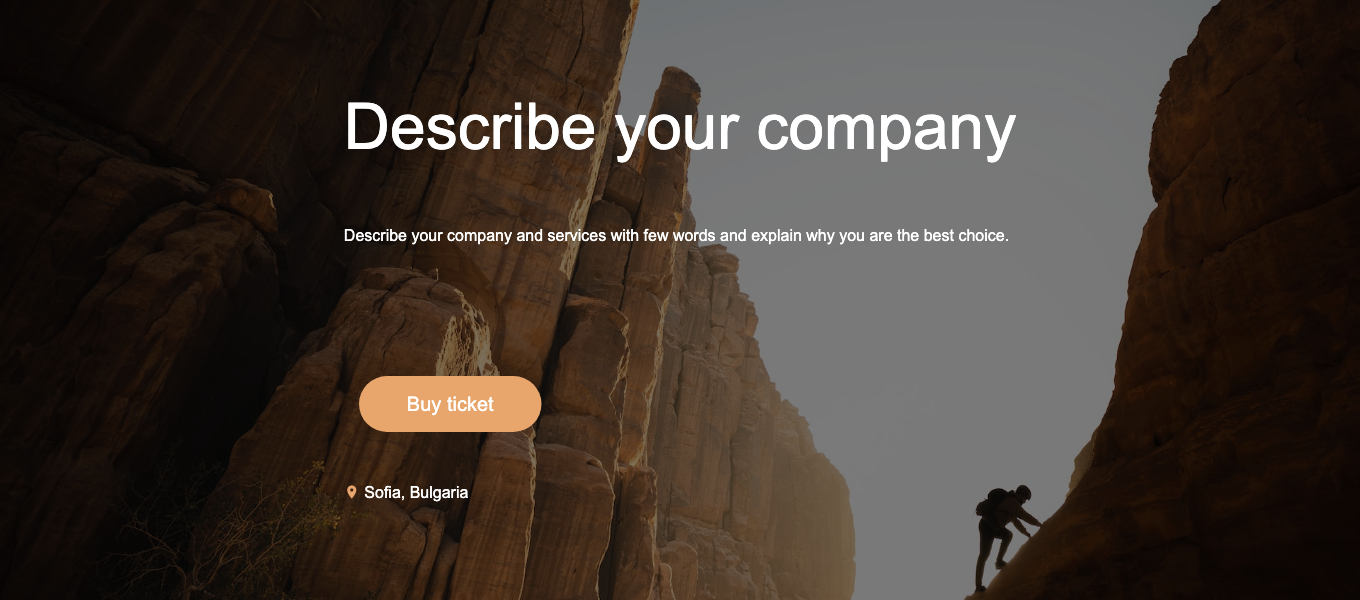 Describe your company
Describe your company and services with few words and explain why you are the best choice.
Buy ticket
Sofia, Bulgaria